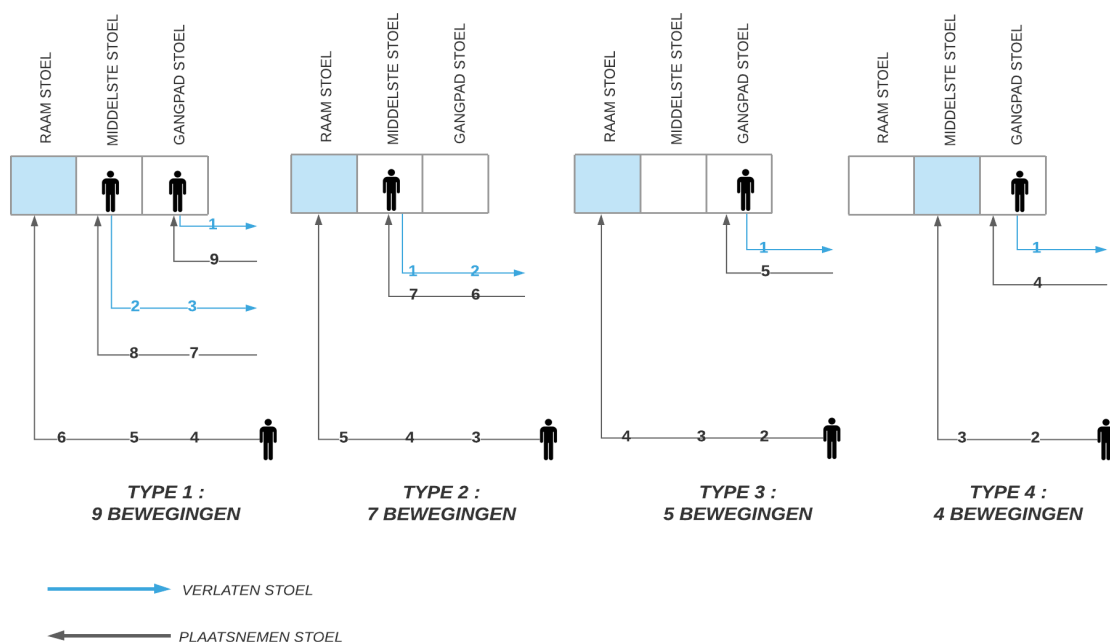 RAAM STOEL
MIDDELSTE STOEL
GANGPAD STOEL
RAAM STOEL
MIDDELSTE STOEL
GANGPAD STOEL
RAAM STOEL
MIDDELSTE STOEL
GANGPAD STOEL
RAAM STOEL
MIDDELSTE STOEL
GANGPAD STOEL
1
9
2 3
8 7
6 5 4
1 2
7 6
5 4 3
1
5
4 3 2
1
4
3 2
TYPE 1 :
9 BEWEGINGEN
TYPE 2 :
7 BEWEGINGEN
TYPE 3 :
5 BEWEGINGEN
TYPE 4 :
4 BEWEGINGEN
VERLATEN STOEL
PLAATSNEMEN STOEL